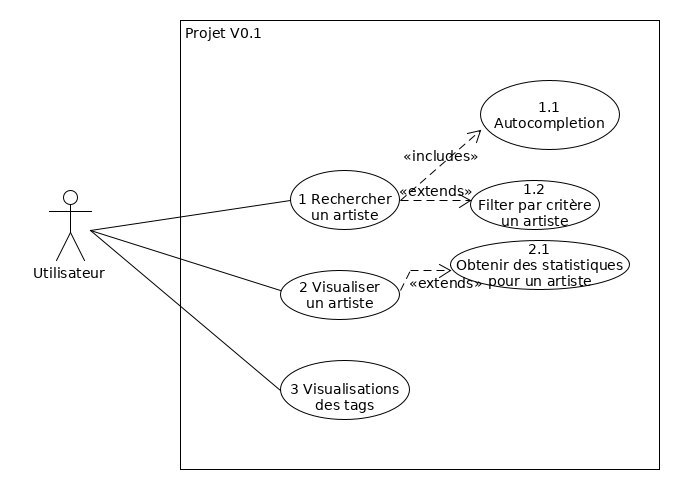 Projet V0.1
1.1
Autocompletion
«includes»
«extends»
1.2
Filter par critère
un artiste
1 Rechercher
un artiste
2.1
Obtenir des statistiques
pour un artiste
«extends»
Utilisateur
2 Visualiser
un artiste
3 Visualisations
des tags